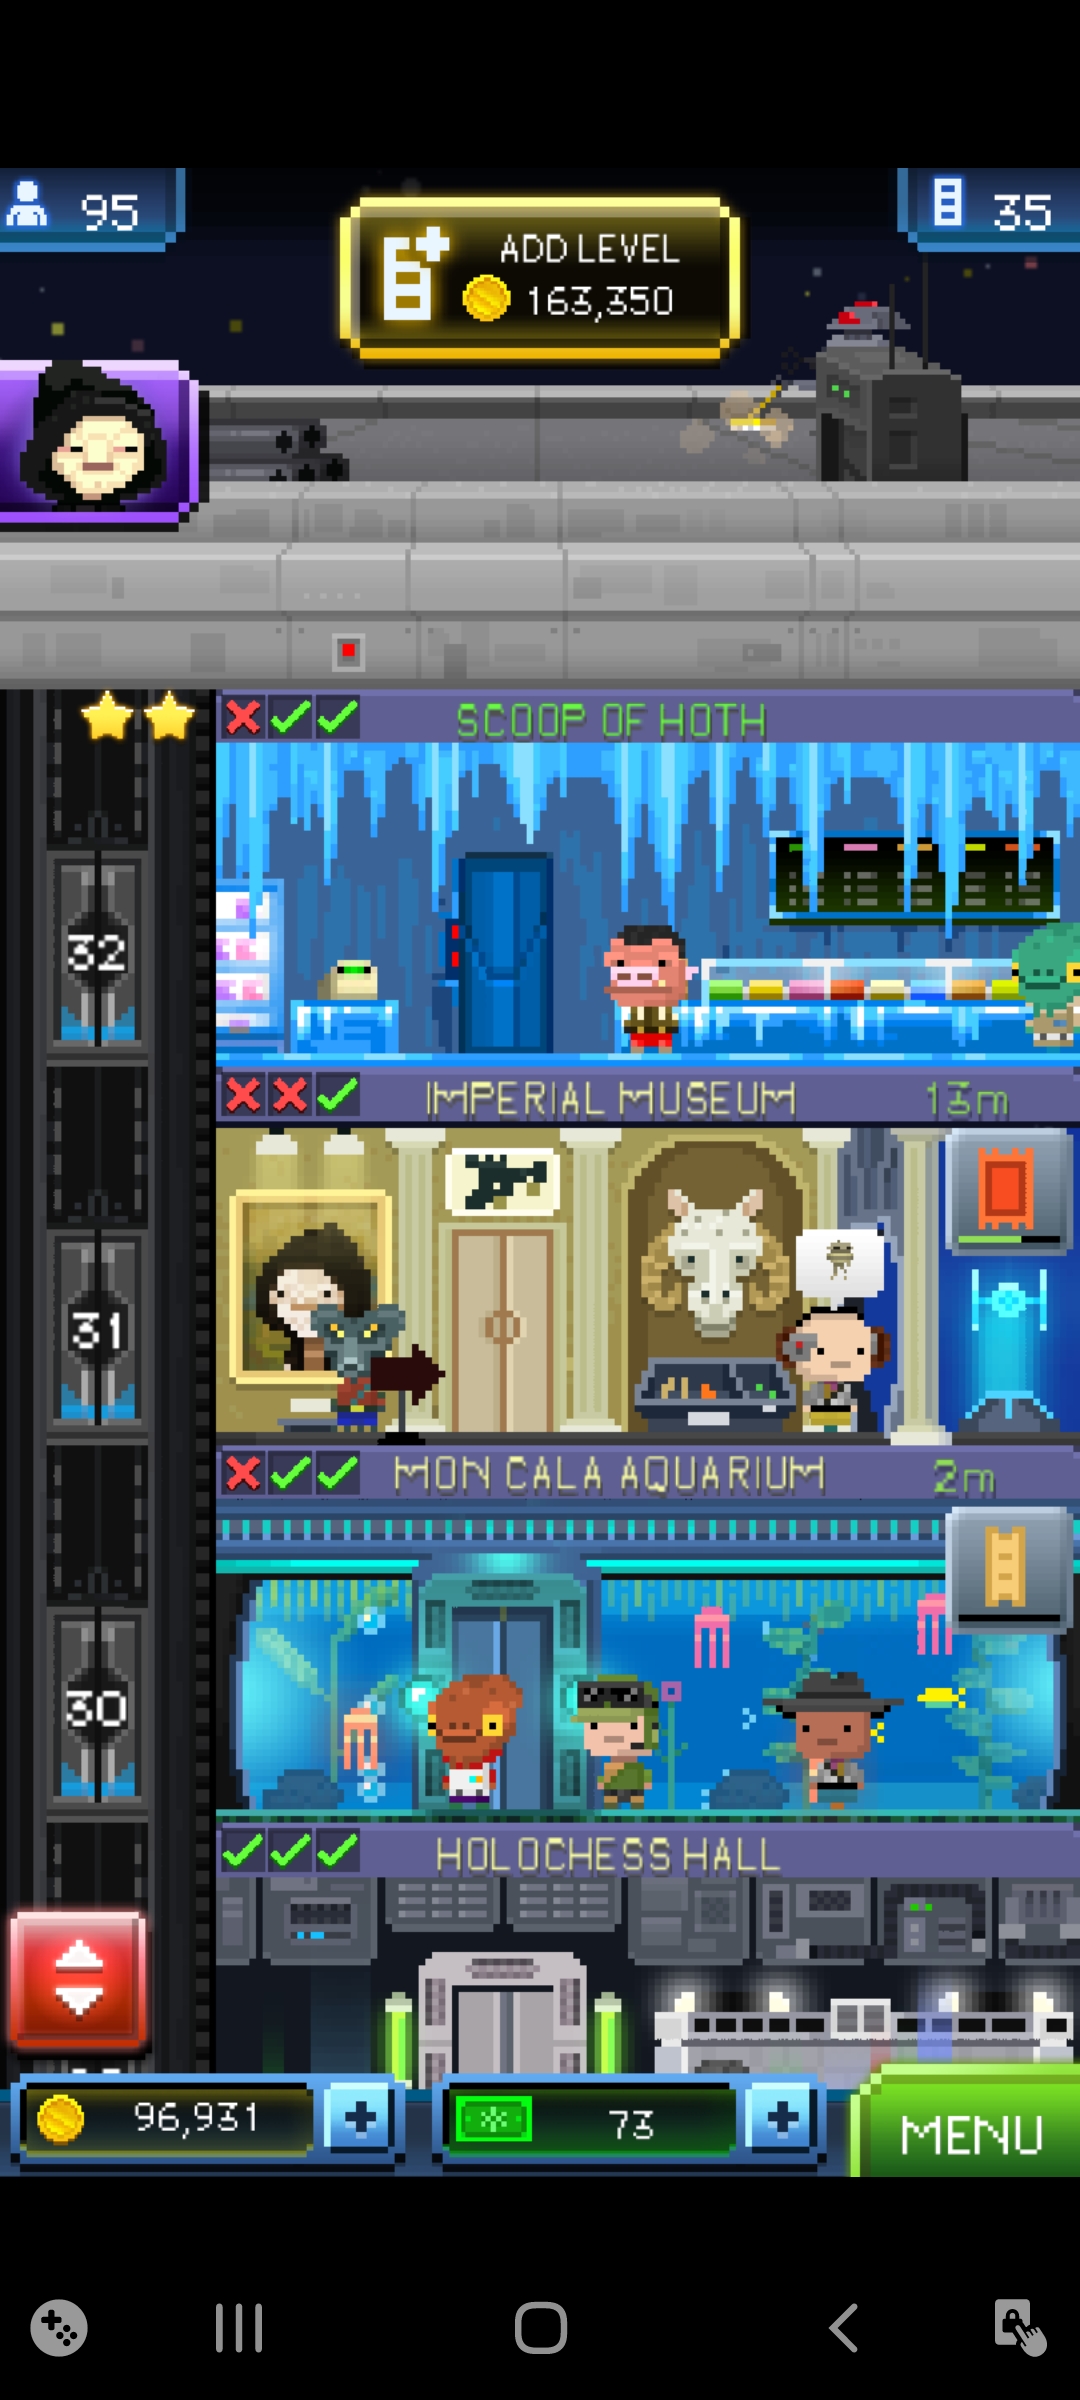 95
ADD LEVEL
163,350
35
SCOOP OF HOTH
32
IMPERIAL MUSEUM 13m
31
MON CALA AQUARIUM 2m
30
HOLOCHESS HALL
96,931
73
MENU